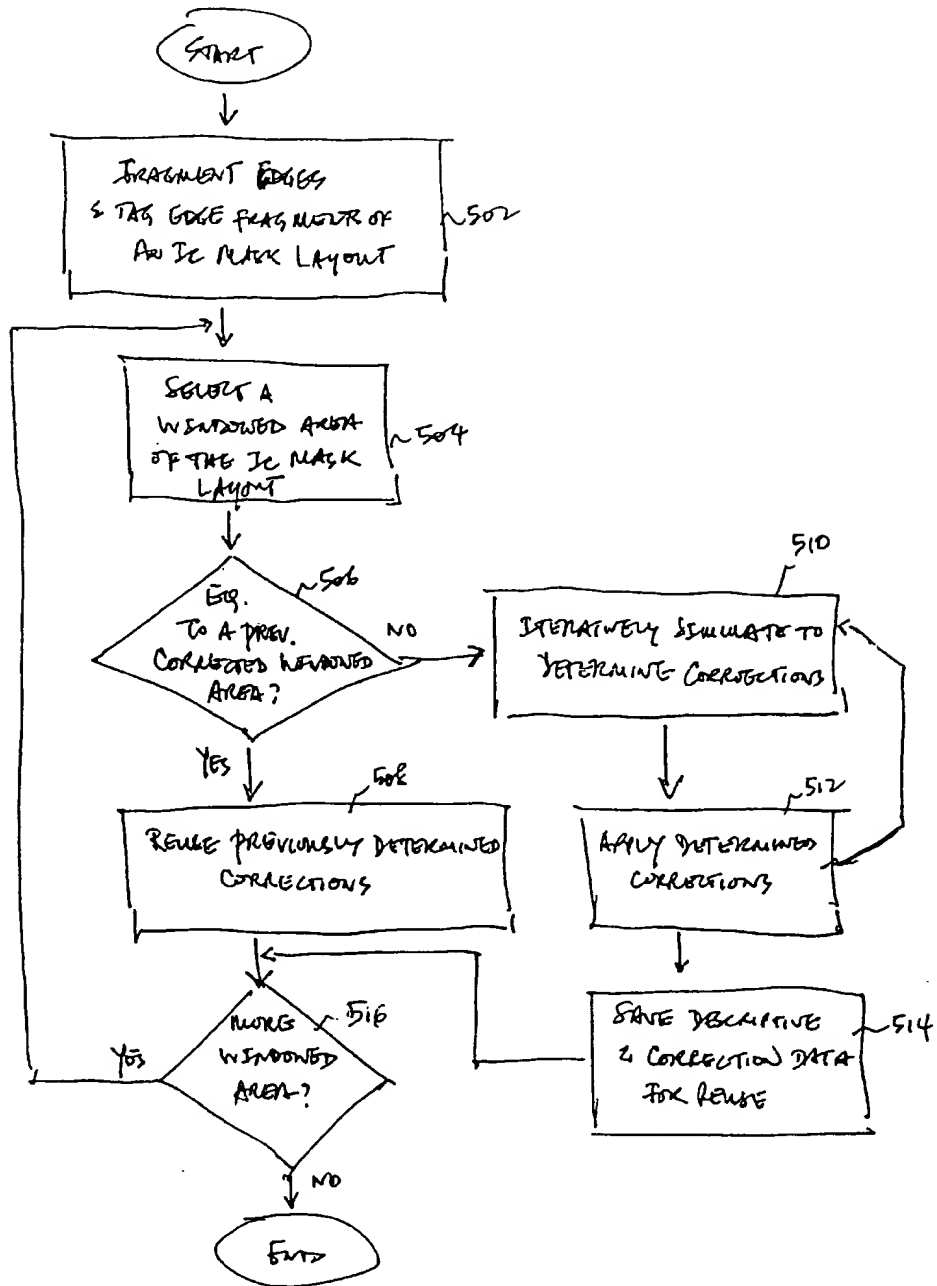 START
FRAGMENT EDGES
& TAG EDGE FRAGMENTS OF
AN IC MASK LAYOUT
~502
SELECT A
WINDOWED AREA
OF THE IC MASK
LAYOUT
~504
EQ.
TO A PREV.
CORRECTED WINDOWED
AREA?
~506
NO
YES
510
ITERATIVELY SIMULATE TO
DETERMINE CORRECTIONS
508
REUSE PREVIOUSLY DETERMINED
CORRECTIONS
~512
APPLY DETERMINED
CORRECTIONS
MORE
WINDOWED
AREA?
~516
YES
NO
SAVE DESCRIPTIVE
& CORRECTION DATA
FOR REUSE
~514
END